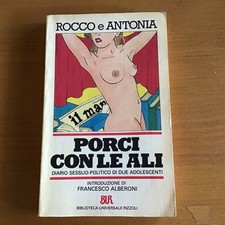 ROCCO e ANTONIA
il man
PORCI
CON LE ALI
DIARIO SESSUO-POLITICO DI DUE ADOLESCENTI
INTRODUZIONE DI
FRANCESCO ALBERONI
BUR
BIBLIOTECA UNIVERSALE RIZZOLI